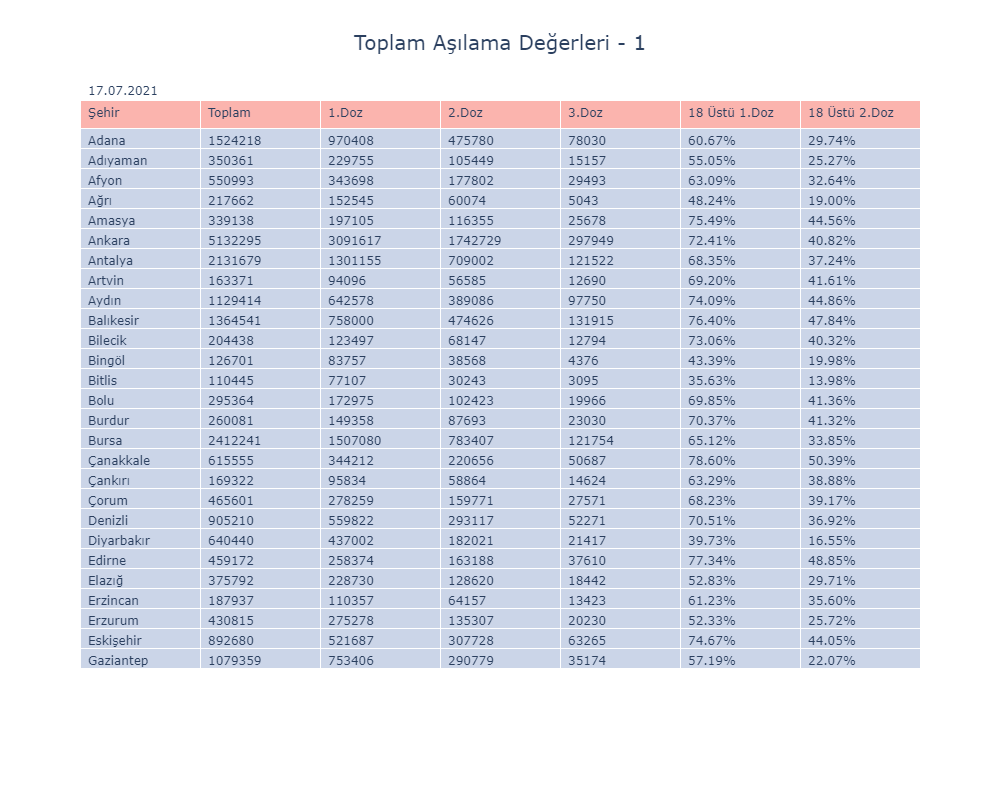 Toplam Aşılama Değerleri - 1
17.07.2021
Şehir Toplam 1.Doz 2.Doz 3.Doz 18 Üstü 1.Doz 18 Üstü 2.Doz
Adana 1524218 970408 475780 78030 60.67% 29.74%
Adıyaman 350361 229755 105449 15157 55.05% 25.27%
Afyon 550993 343698 177802 29493 63.09% 32.64%
Ağrı 217662 152545 60074 5043 48.24% 19.00%
Amasya 339138 197105 116355 25678 75.49% 44.56%
Ankara 5132295 3091617 1742729 297949 72.41% 40.82%
Antalya 2131679 1301155 709002 121522 68.35% 37.24%
Artvin 163371 94096 56585 12690 69.20% 41.61%
Aydın 1129414 642578 389086 97750 74.09% 44.86%
Balıkesir 1364541 758000 474626 131915 76.40% 47.84%
Bilecik 204438 123497 68147 12794 73.06% 40.32%
Bingöl 126701 83757 38568 4376 43.39% 19.98%
Bitlis 110445 77107 30243 3095 35.63% 13.98%
Bolu 295364 172975 102423 19966 69.85% 41.36%
Burdur 260081 149358 87693 23030 70.37% 41.32%
Bursa 2412241 1507080 783407 121754 65.12% 33.85%
Çanakkale 615555 344212 220656 50687 78.60% 50.39%
Çankırı 169322 95834 58864 14624 63.29% 38.88%
Çorum 465601 278259 159771 27571 68.23% 39.17%
Denizli 905210 559822 293117 52271 70.51% 36.92%
Diyarbakır 640440 437002 182021 21417 39.73% 16.55%
Edirne 459172 258374 163188 37610 77.34% 48.85%
Elazığ 375792 228730 128620 18442 52.83% 29.71%
Erzincan 187937 110357 64157 13423 61.23% 35.60%
Erzurum 430815 275278 135307 20230 52.33% 25.72%
Eskişehir 892680 521687 307728 63265 74.67% 44.05%
Gaziantep 1079359 753406 290779 35174 57.19% 22.07%